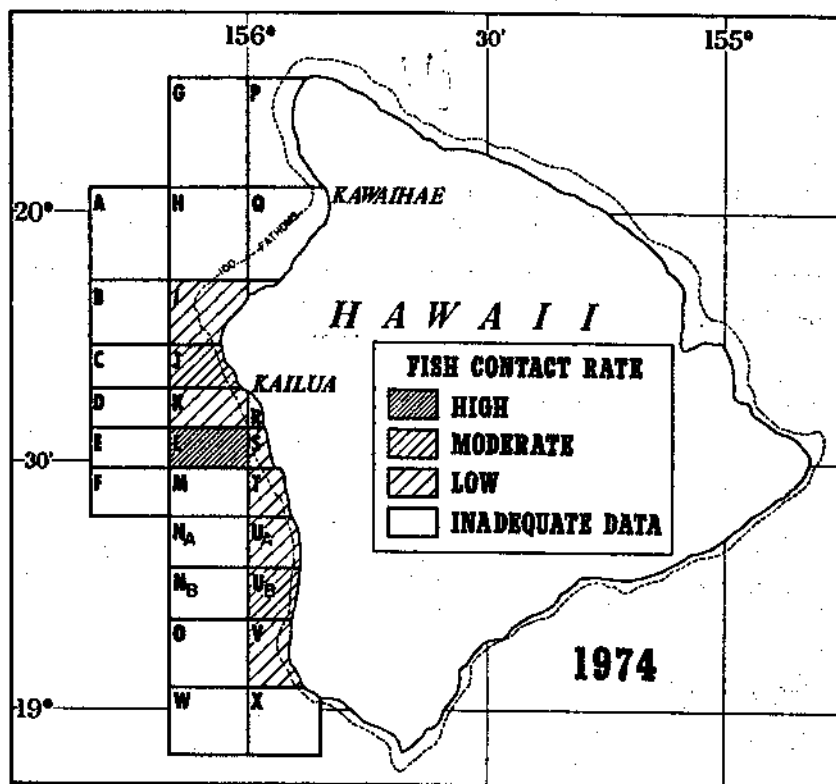 156° 30' 155°
G P
A H Q KAWAIHAE
20°
100 FATHOMS
B I
HAWAII
C J
FISH CONTACT RATE
KAILUA
D K R
HIGH
E L S
MODERATE
30'
LOW
F M T
INADEQUATE DATA
NA UA
NB UB
O V
1974
W X
19°